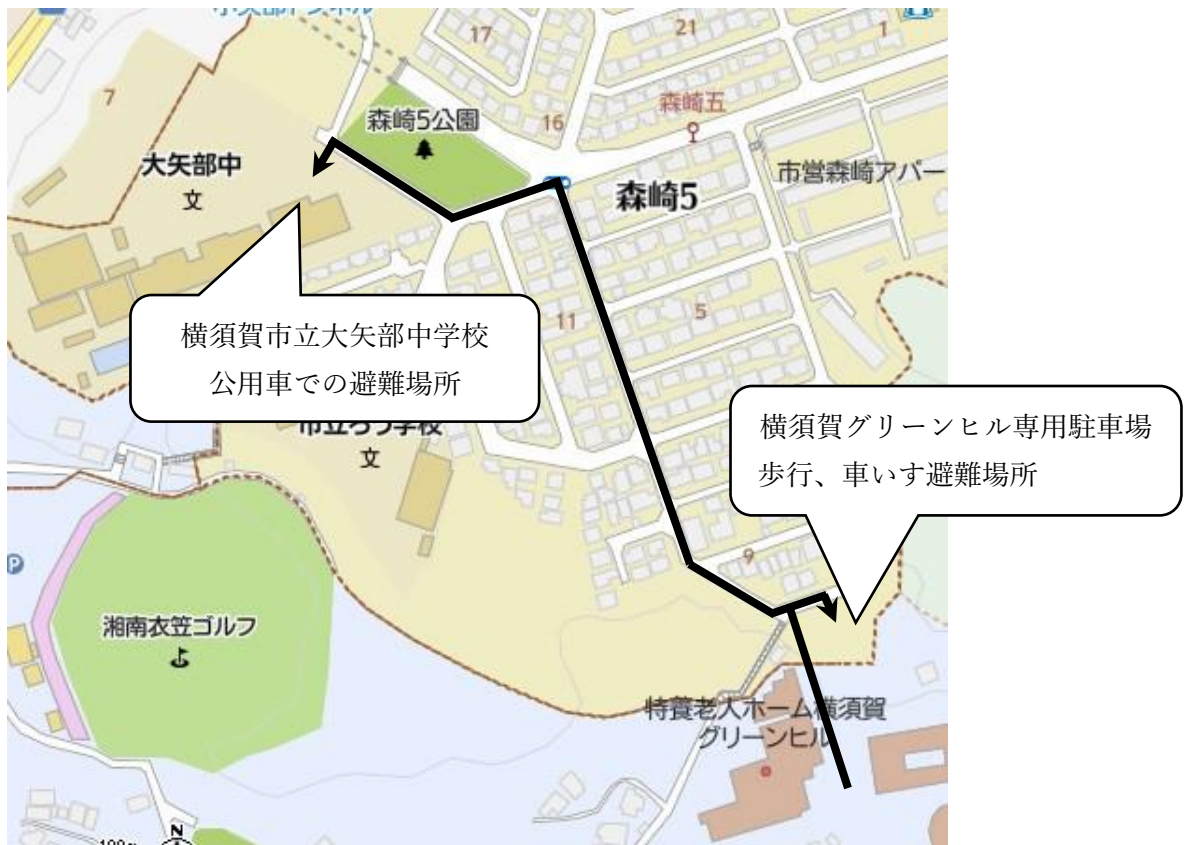 17
21
1
7
森崎5公園
16
森崎五
大矢部中
文
市営森崎アパー
森崎5
横須賀市立大矢部中学校
公用車での避難場所
11
5
文
横須賀グリーンヒル専用駐車場
歩行、車いす避難場所
9
P
湘南衣笠ゴルフ
特養老人ホーム横須賀
グリーンヒル
N